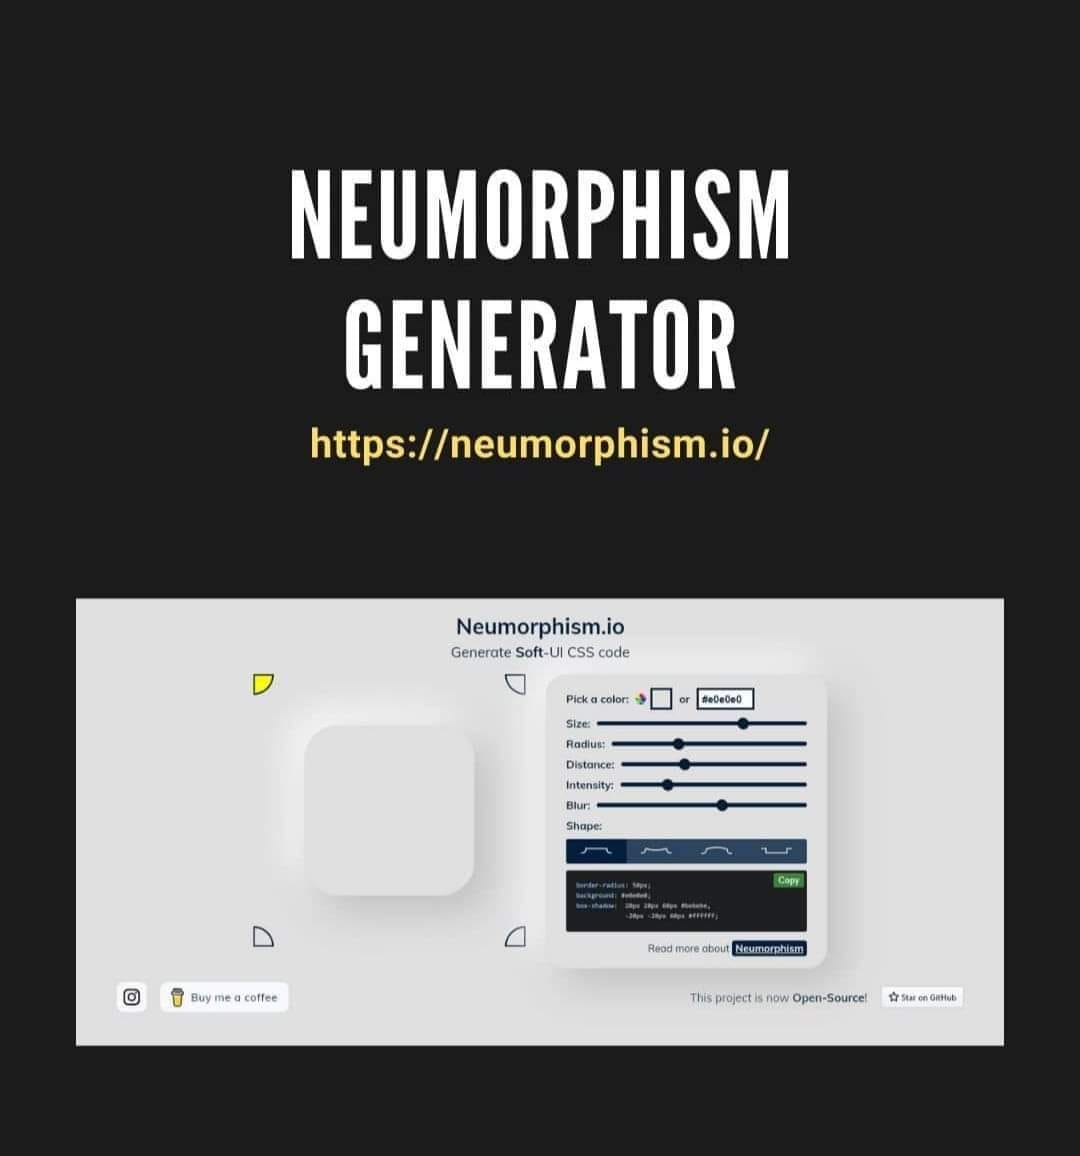 NEUMORPHISM
GENERATOR
https://neumorphism.io/
Neumorphism.io
Generate Soft-UI CSS code
Pick a color: or #e0e0e0
Size:
Radius:
Distance:
Intensity:
Blur:
Shape:
Copy
border-radius: 50px;
background: #e0e0e0;
box-shadow: 20px 20px 60px #bebebe,
-20px -20px 60px #ffffff;
Read more about Neumorphism
Buy me a coffee
This project is now Open-Source!
Star on GitHub